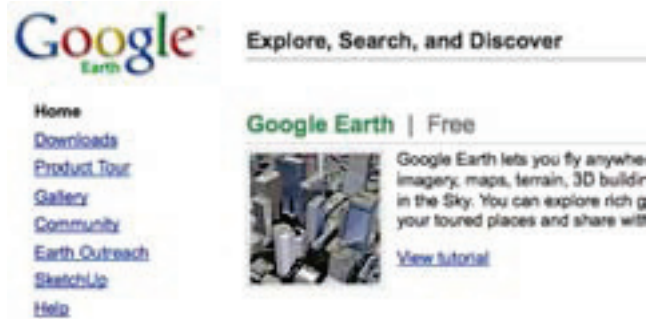 Google
Earth
Explore, Search, and Discover
Home
Downloads
Product Tour
Gallery
Community
Earth Outreach
SketchUp
Help
Google Earth | Free
Google Earth lets you fly anywhe
imagery, maps, terrain, 3D buildin
in the Sky. You can explore rich g
your toured places and share with
View tutorial